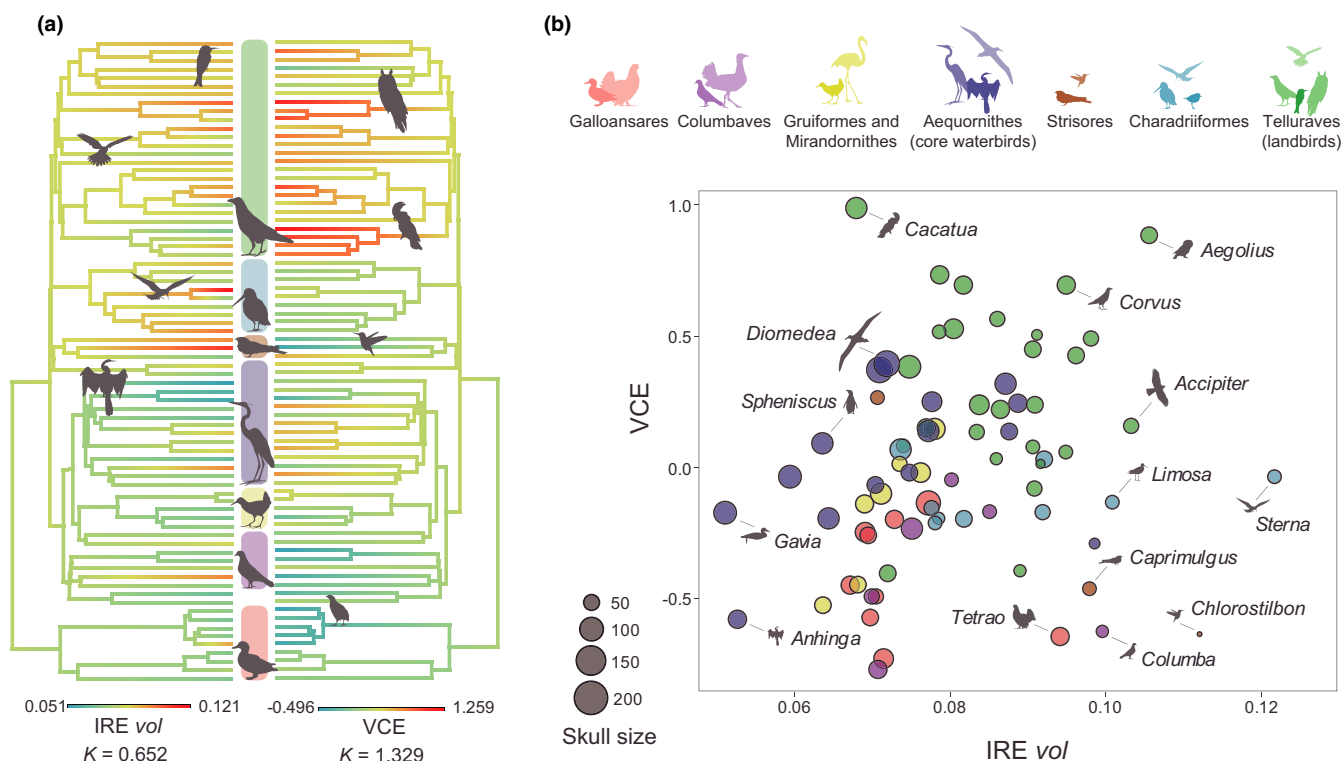 (a)
0.051
0.121
IRE vol
K = 0.652
-0.496
1.259
VCE
K = 1.329
(b)
Galloansares
Columbaves
Gruiformes and
Mirandornithes
Aequornithes
(core waterbirds)
Strisores
Charadriiformes
Telluraves
(landbirds)
1.0
0.5
0.0
-0.5
VCE
Cacatua
Aegolius
Corvus
Diomedea
Accipiter
Spheniscus
Limosa
Sterna
Gavia
Caprimulgus
Chlorostilbon
Tetrao
Anhinga
Columba
50
100
150
200
Skull size
0.06
0.08
0.10
0.12
IRE vol